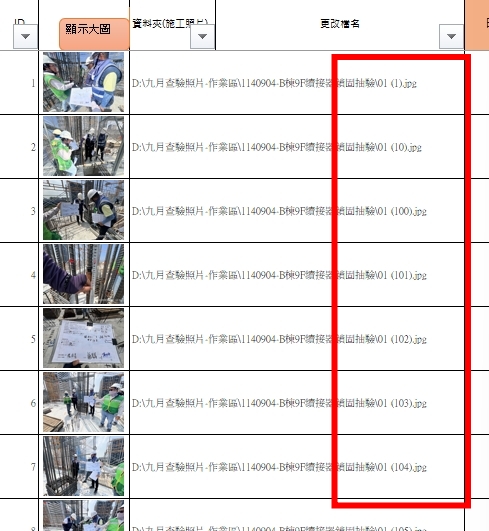 ID
顯示大圖
資料夾(施工照片)
更改檔名
1 D:\九月查驗照片-作業區\1140904-B棟9F續接器鎖固抽驗\01 (1).jpg
2 D:\九月查驗照片-作業區\1140904-B棟9F續接器鎖固抽驗\01 (10).jpg
3 D:\九月查驗照片-作業區\1140904-B棟9F續接器鎖固抽驗\01 (100).jpg
4 D:\九月查驗照片-作業區\1140904-B棟9F續接器鎖固抽驗\01 (101).jpg
5 D:\九月查驗照片-作業區\1140904-B棟9F續接器鎖固抽驗\01 (102).jpg
6 D:\九月查驗照片-作業區\1140904-B棟9F續接器鎖固抽驗\01 (103).jpg
7 D:\九月查驗照片-作業區\1140904-B棟9F續接器鎖固抽驗\01 (104).jpg
8 D:\九月查驗照片-作業區\1140904-B棟9F續接器鎖固抽驗\01 (105).jpg